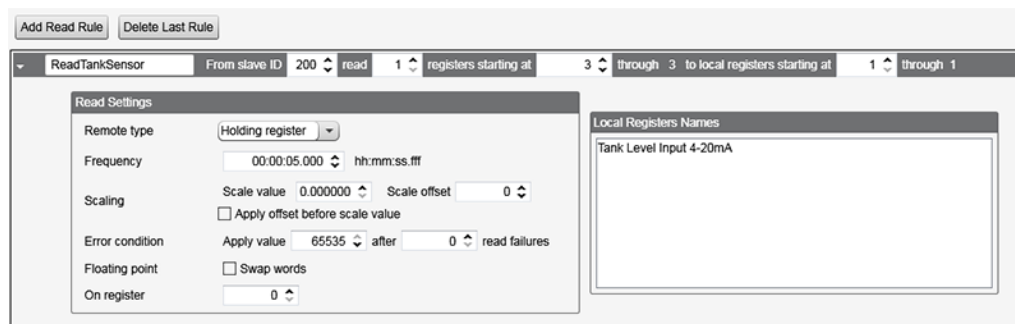 Add Read Rule Delete Last Rule
ReadTankSensor From slave ID 200 read 1 registers starting at 3 through 3 to local registers starting at 1 through 1
Read Settings
Remote type Holding register
Frequency 00:00:05.000 hh:mm:ss.fff
Scaling Scale value 0.000000 Scale offset 0
Apply offset before scale value
Error condition Apply value 65535 after 0 read failures
Floating point Swap words
On register 0
Local Registers Names
Tank Level Input 4-20mA